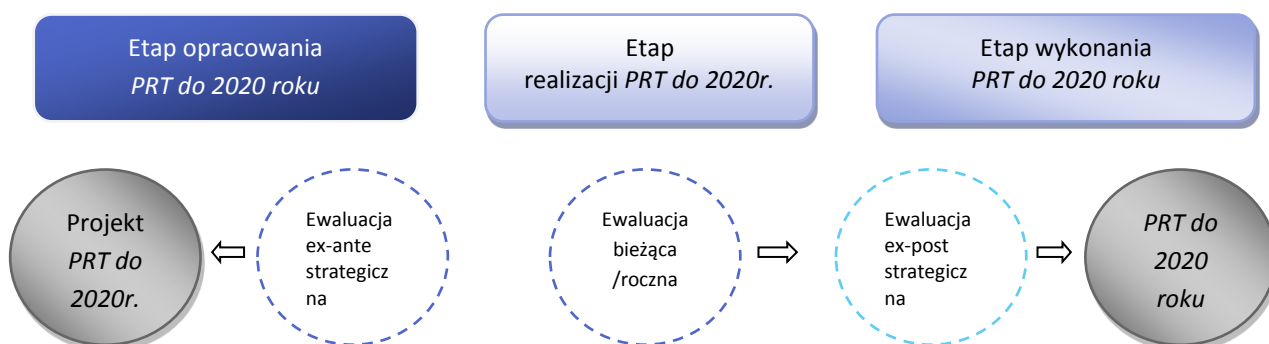 Etap opracowania
PRT do 2020 roku
Etap
realizacji PRT do 2020r.
Etap wykonania
PRT do 2020 roku
Projekt
PRT do
2020r.
Ewaluacja
ex-ante
strategicz
na
Ewaluacja
bieżąca
/roczna
Ewaluacja
ex-post
strategicz
na
PRT do
2020
roku